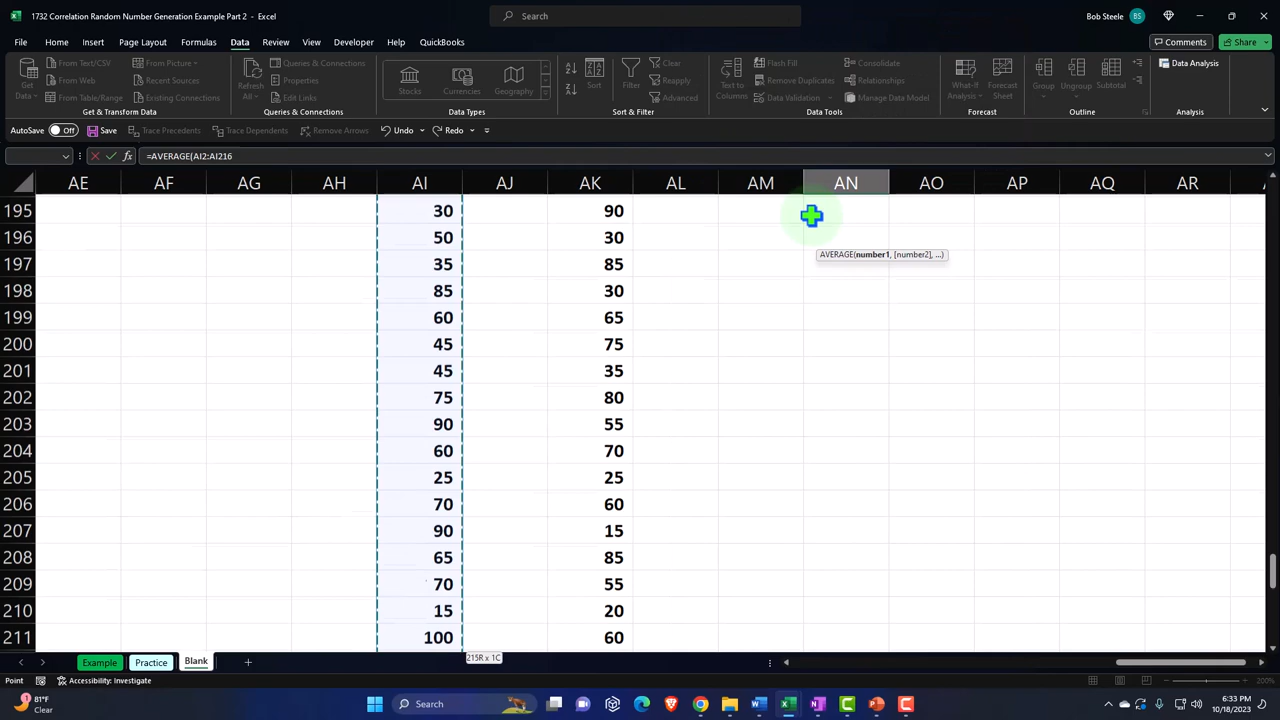 1732 Correlation Random Number Generation Example Part 2 - Excel
Search
Bob Steele
BS
File Home Insert Page Layout Formulas Data Review View Developer Help QuickBooks
Comments
Share
Get Data
From Text/CSV
From Web
From Table/Range
From Picture
Recent Sources
Existing Connections
Get & Transform Data
Refresh All
Queries & Connections
Properties
Edit Links
Queries & Connections
Stocks
Currencies
Geography
Data Types
Sort
Filter
Clear
Reapply
Advanced
Sort & Filter
Text to Columns
Flash Fill
Remove Duplicates
Data Validation
Consolidate
Relationships
Manage Data Model
Data Tools
What-If Analysis
Forecast Sheet
Forecast
Group
Ungroup
Subtotal
Outline
Data Analysis
Analysis
AutoSave Off Save Trace Precedents Trace Dependents Remove Arrows Undo Redo
=AVERAGE(AI2:AI216
AE AF AG AH AI AJ AK AL AM AN AO AP AQ AR
195 30 90
196 50 30
AVERAGE(number1, [number2], ...)
197 35 85
198 85 30
199 60 65
200 45 75
201 45 35
202 75 80
203 90 55
204 60 70
205 25 25
206 70 60
207 90 15
208 65 85
209 70 55
210 15 20
211 100 60
215R x 1C
Example Practice Blank
Point
Accessibility: Investigate
200%
1
81°F
Clear
Search
6:33 PM
10/18/2023